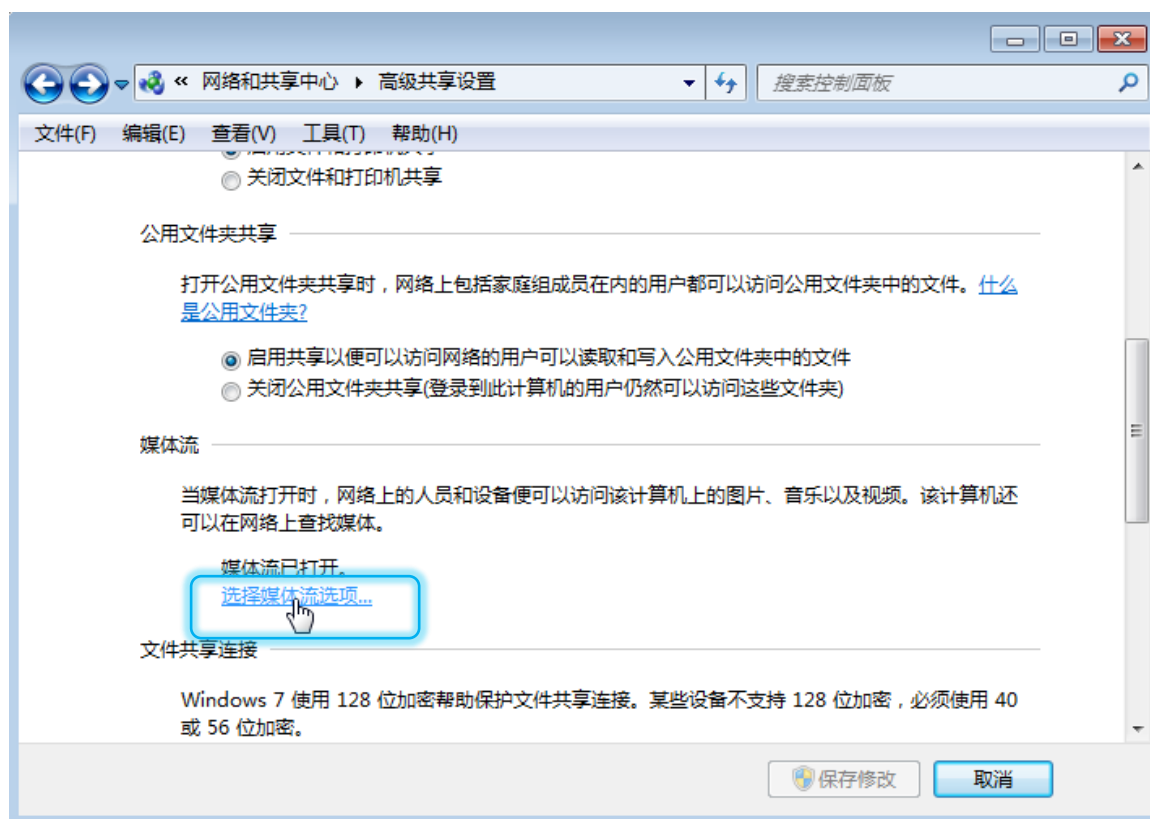 « 网络和共享中心 ▸ 高级共享设置
搜索控制面板
文件(F) 编辑(E) 查看(V) 工具(T) 帮助(H)
关闭文件和打印机共享
公用文件夹共享
打开公用文件夹共享时，网络上包括家庭组成员在内的用户都可以访问公用文件夹中的文件。什么
是公用文件夹?
启用共享以便可以访问网络的用户可以读取和写入公用文件夹中的文件
关闭公用文件夹共享(登录到此计算机的用户仍然可以访问这些文件夹)
媒体流
当媒体流打开时，网络上的人员和设备便可以访问该计算机上的图片、音乐以及视频。该计算机还
可以在网络上查找媒体。
媒体流已打开。
选择媒体流选项...
文件共享连接
Windows 7 使用 128 位加密帮助保护文件共享连接。某些设备不支持 128 位加密，必须使用 40
或 56 位加密。
保存修改
取消